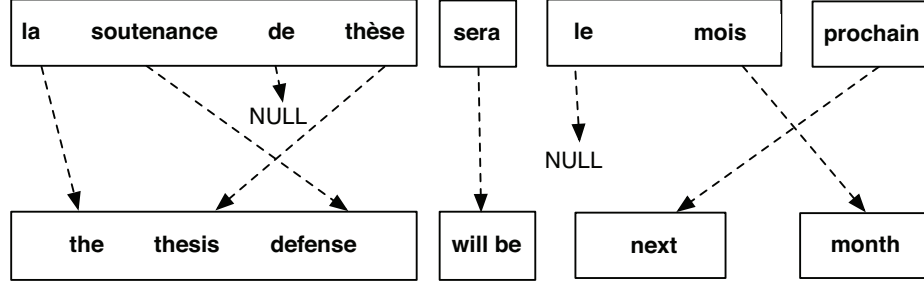 la soutenance de thèse sera le mois prochain
NULL
NULL
the thesis defense will be next month